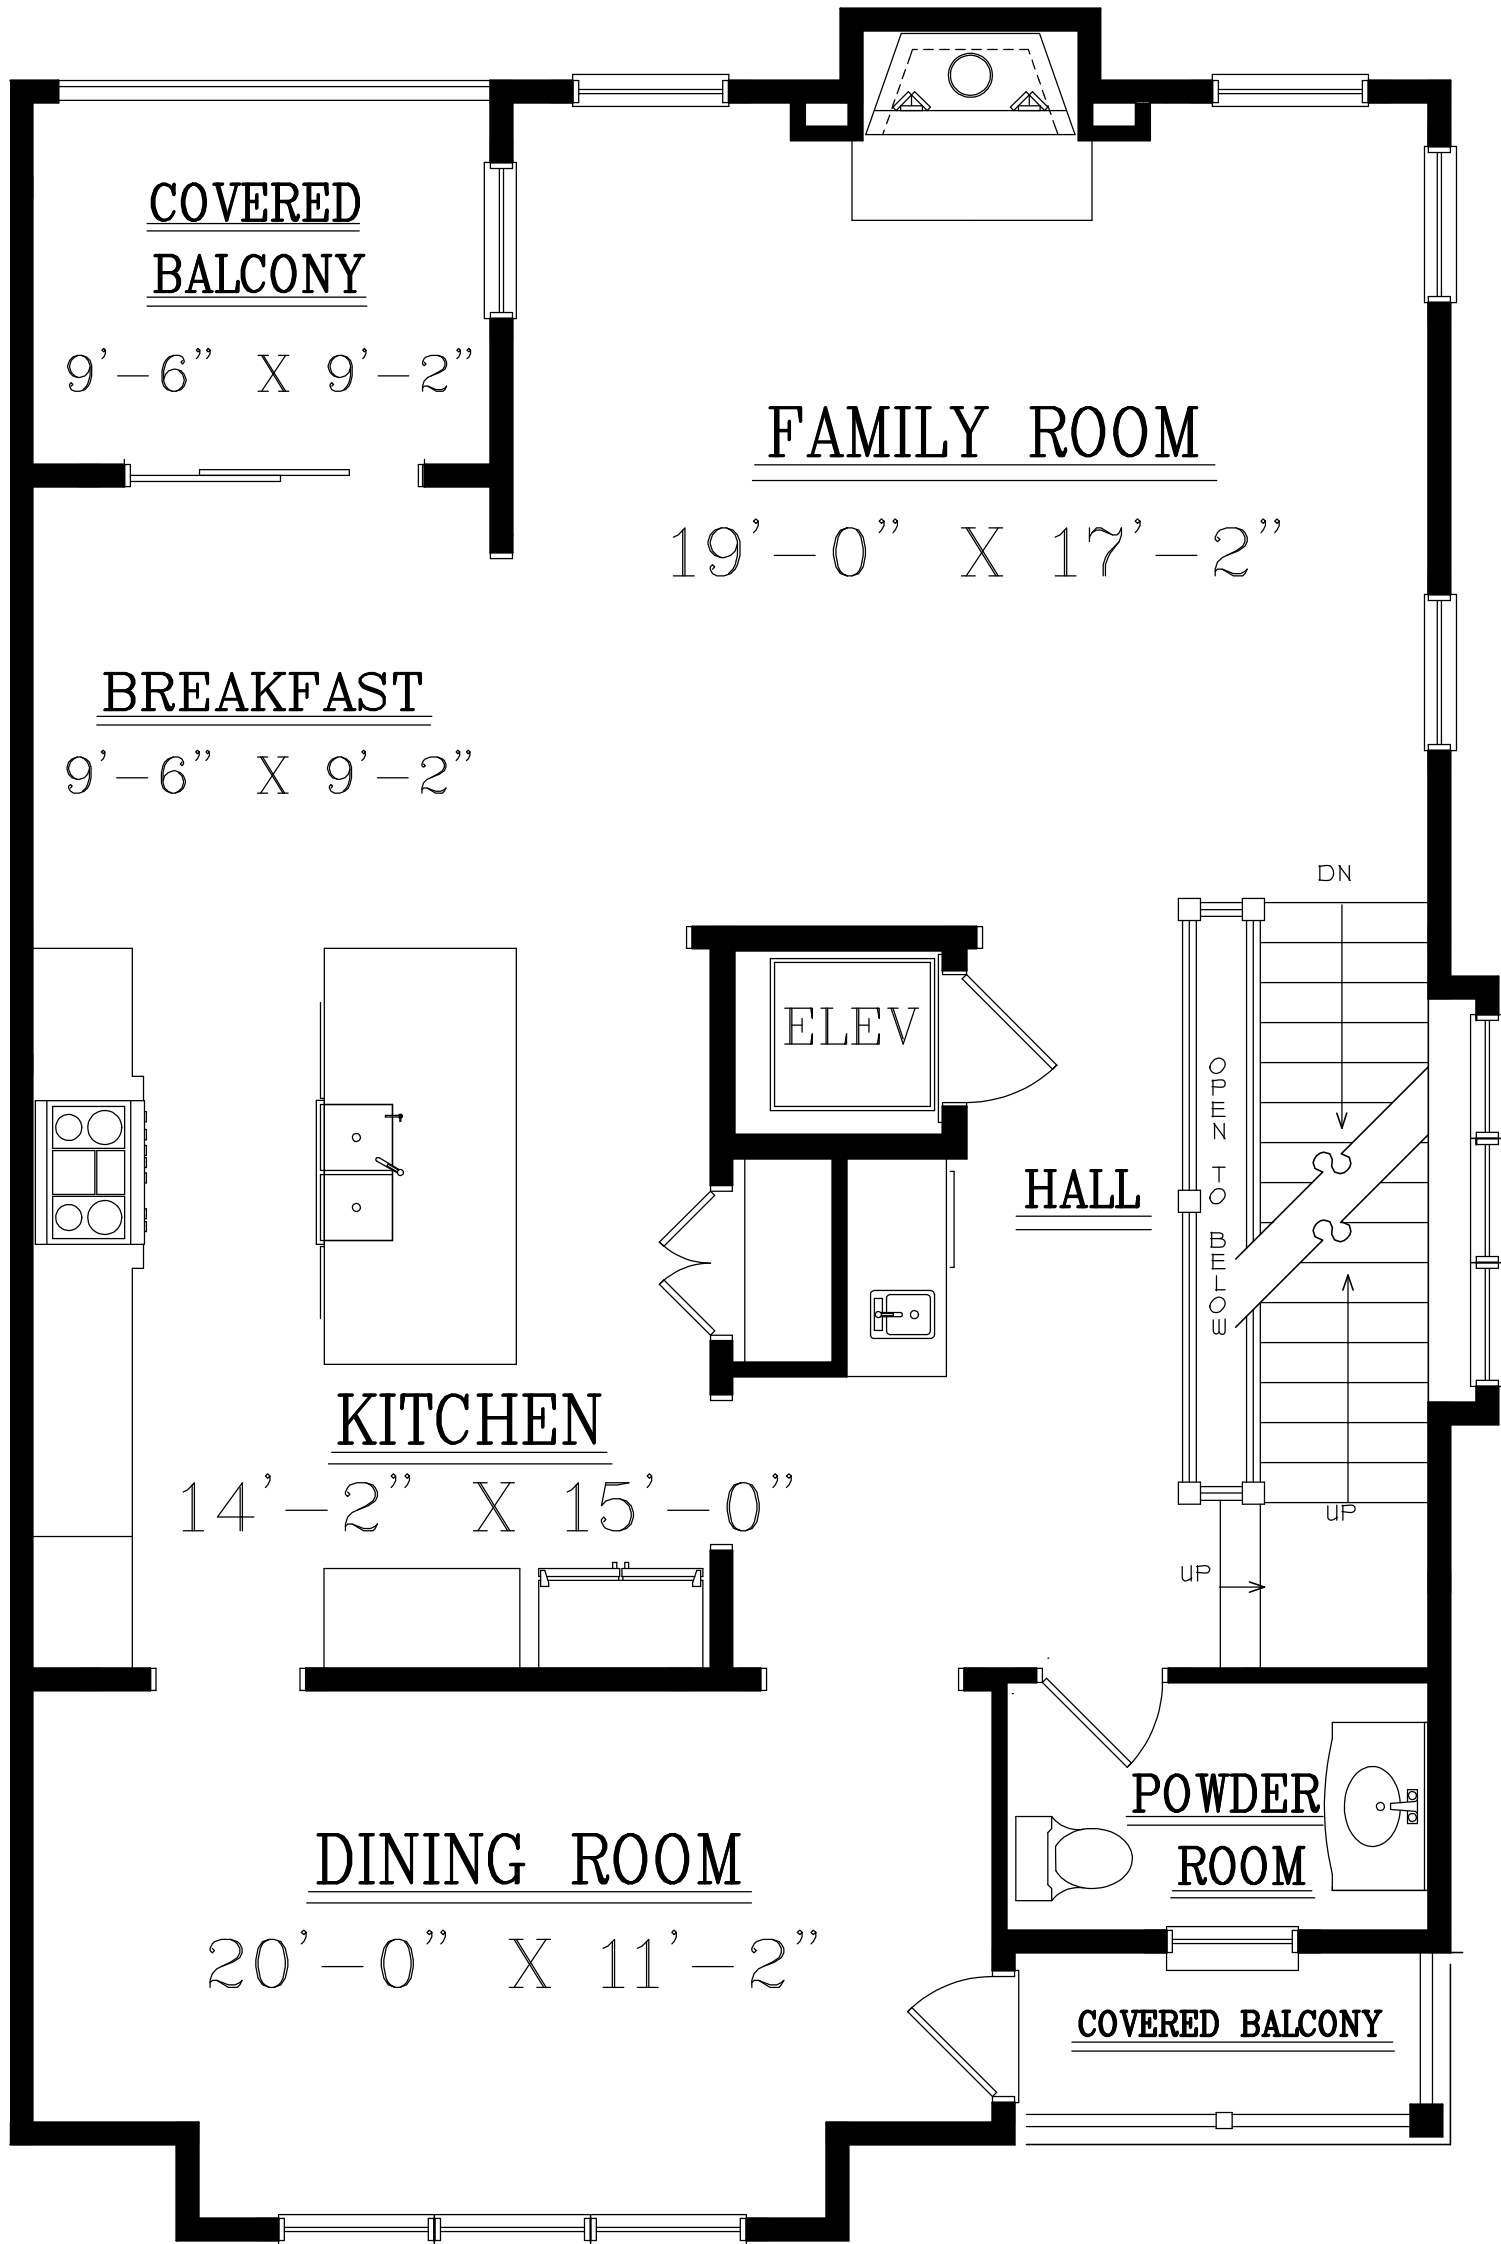 COVERED
BALCONY
9'-6" X 9'-2"
FAMILY ROOM
19'-0" X 17'-2"
BREAKFAST
9'-6" X 9'-2"
DN
ELEV
OPEN TO BELOW
HALL
KITCHEN
14'-2" X 15'-0"
UP
UP
POWDER
ROOM
DINING ROOM
20'-0" X 11'-2"
COVERED BALCONY